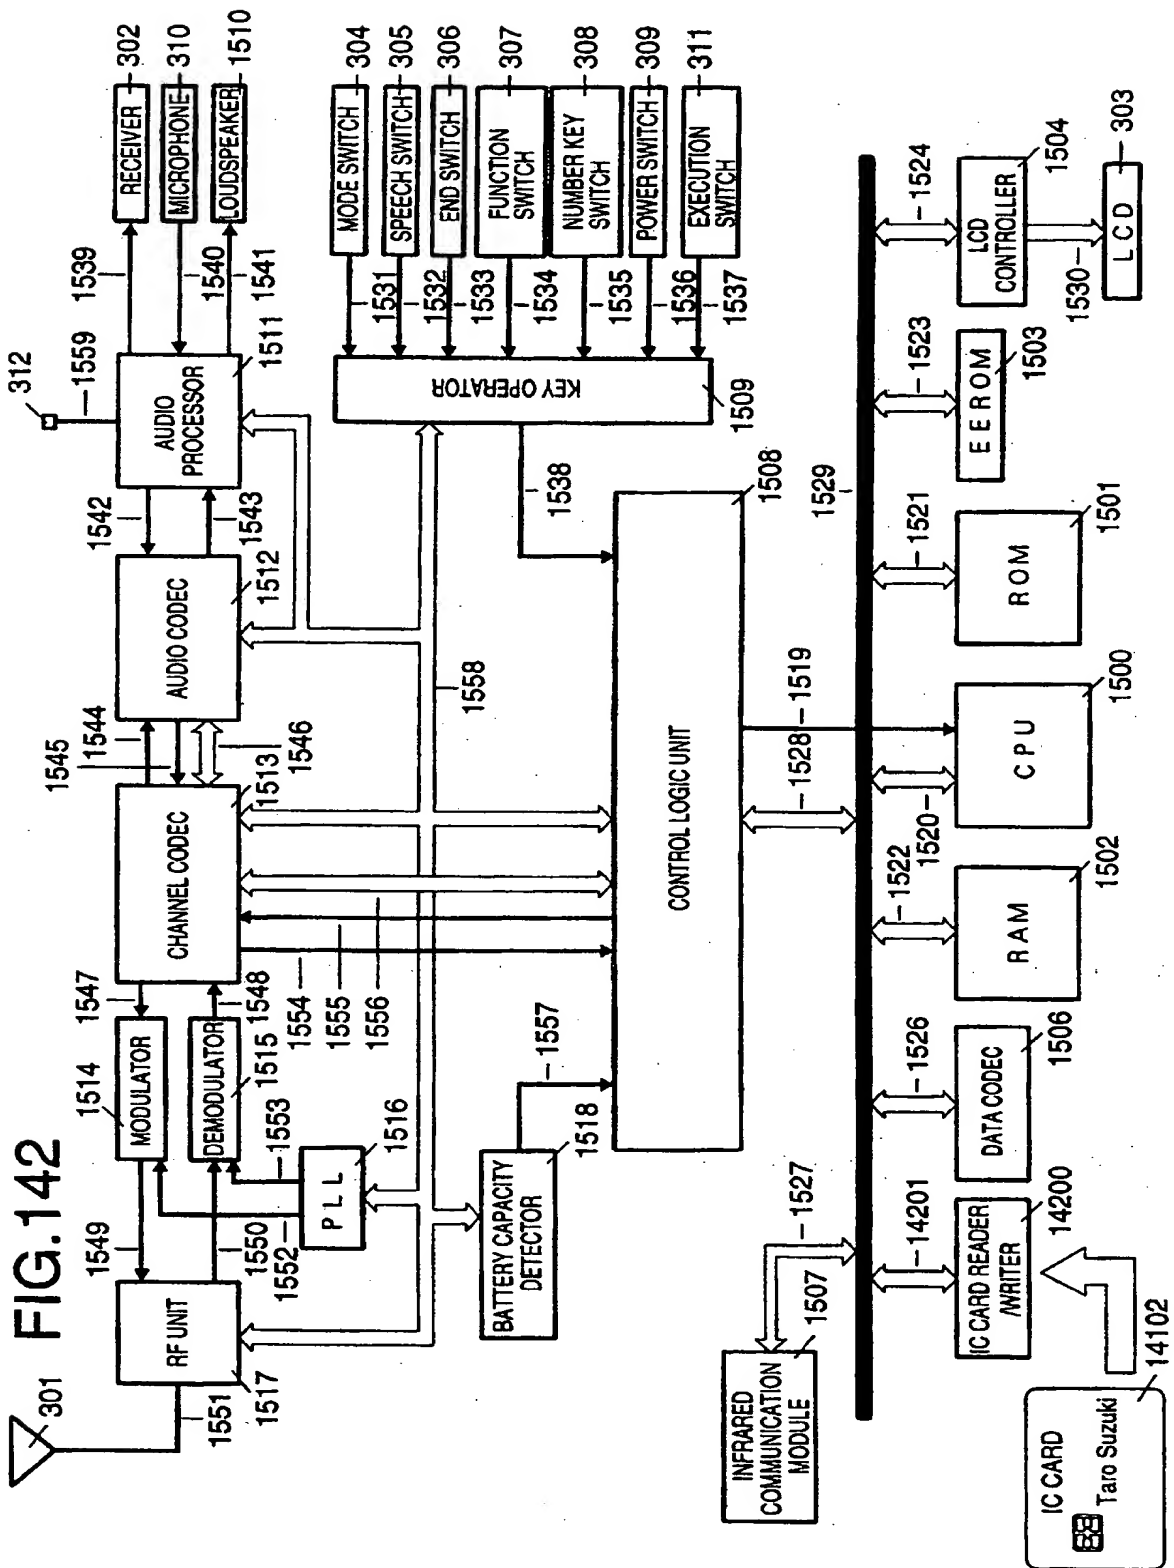 FIG.142
301
1551
RF UNIT
1517
1549
1550
1552
1553
1514
MODULATOR
DEMODULATOR
1515
PLL
1516
1547
1548
CHANNEL CODEC
1513
1545
1544
1546
AUDIO CODEC
1512
1542
1543
AUDIO
PROCESSOR
1511
312
1559
1539
1540
1541
RECEIVER
302
MICROPHONE
310
LOUDSPEAKER
1510
1554
1555
1556
1558
BATTERY CAPACITY
DETECTOR
1518
1557
KEY OPERATOR
1509
1538
1531
1532
1533
1534
1535
1536
1537
MODE SWITCH
304
SPEECH SWITCH
305
END SWITCH
306
FUNCTION
SWITCH
307
NUMBER KEY
SWITCH
308
POWER SWITCH
309
EXECUTION
SWITCH
311
CONTROL LOGIC UNIT
1508
1528
1519
1529
INFRARED
COMMUNICATION
MODULE
1507
1527
14201
1526
1522
1520
1521
1523
1524
IC CARD READER
/WRITER
14200
DATA CODEC
1506
RAM
1502
CPU
1500
ROM
1501
EEROM
1503
LCD
CONTROLLER
1504
1530
LCD
303
IC CARD
Taro Suzuki
14102